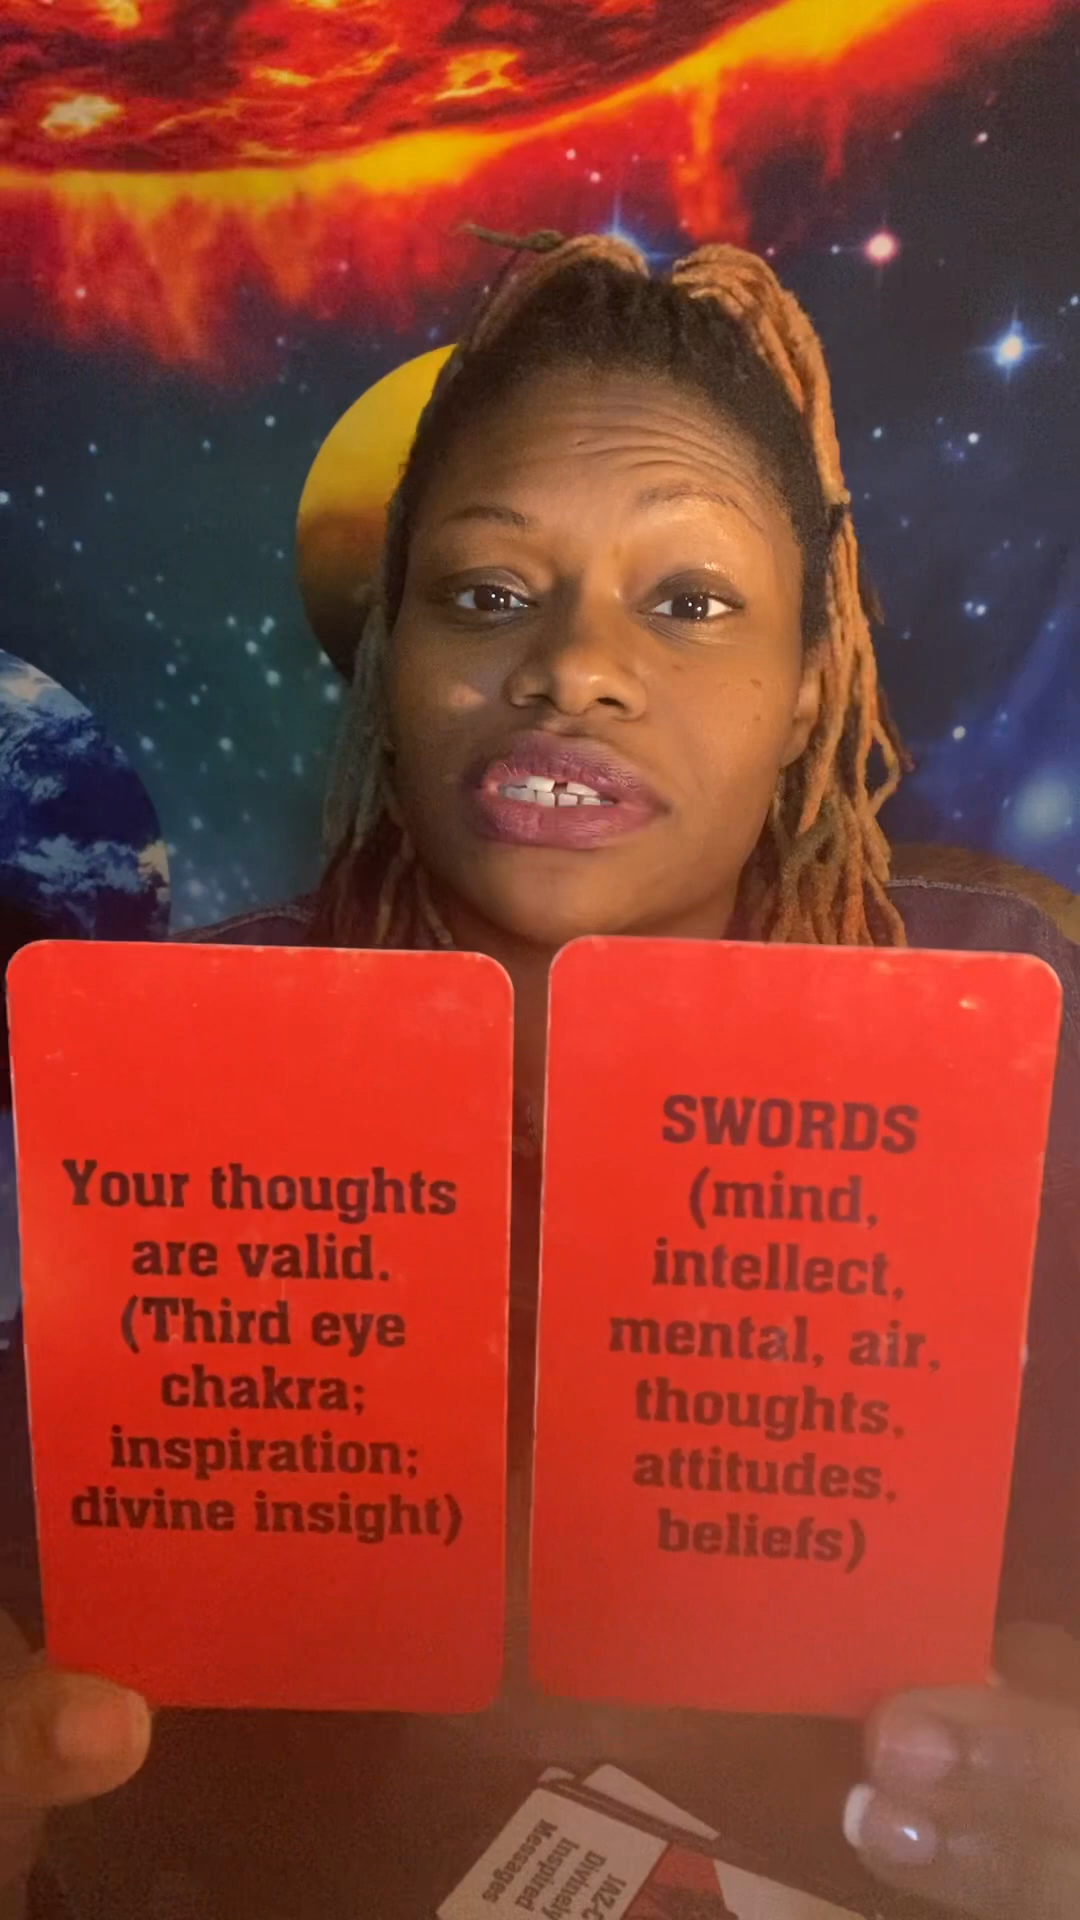 Your thoughts
are valid.
(Third eye
chakra;
inspiration;
divine insight)
SWORDS
(mind,
intellect,
mental, air,
thoughts,
attitudes,
beliefs)
Divinely
Inspired
Messages